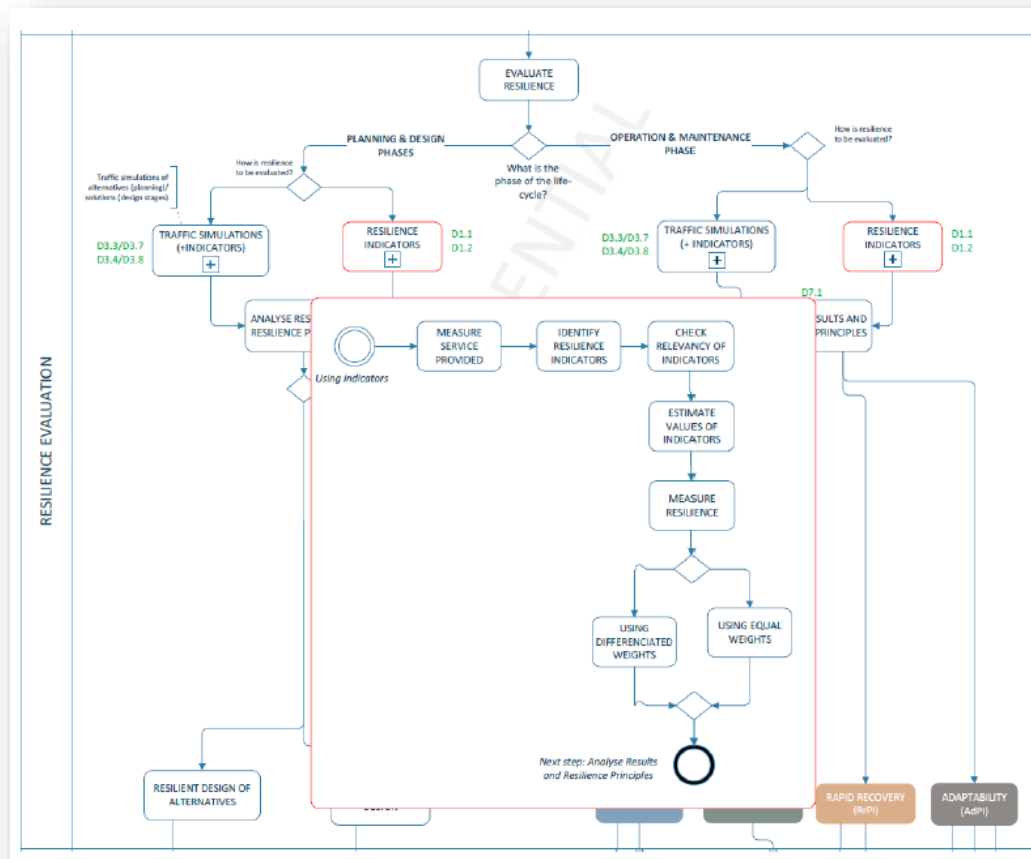 EVALUATE
RESILIENCE
PLANNING & DESIGN
PHASES
OPERATION & MAINTENANCE
PHASE
How is resilience
to be evaluated?
What is the
phase of the life-
cycle?
How is resilience
to be evaluated?
Traffic simulations of
alternatives (planning)/
solutions (design stages)
D3.3/D3.7
D3.4/D3.8
TRAFFIC SIMULATIONS
(+INDICATORS)
RESILIENCE
INDICATORS
D1.1
D1.2
D3.3/D3.7
D3.4/D3.8
TRAFFIC SIMULATIONS
(+ INDICATORS)
RESILIENCE
INDICATORS
D1.1
D1.2
ENTIAL
D7.1
ANALYSE RES
RESILIENCE P
SULTS AND
PRINCIPLES
Using Indicators
MEASURE
SERVICE
PROVIDED
IDENTIFY
RESILIENCE
INDICATORS
CHECK
RELEVANCY OF
INDICATORS
ESTIMATE
VALUES OF
INDICATORS
MEASURE
RESILIENCE
USING
DIFFERENCIATED
WEIGHTS
USING EQUAL
WEIGHTS
Next step: Analyse Results
and Resilience Principles
RESILIENCE EVALUATION
RESILIENT DESIGN OF
ALTERNATIVES
RAPID RECOVERY
(RrPI)
ADAPTABILITY
(AdPI)